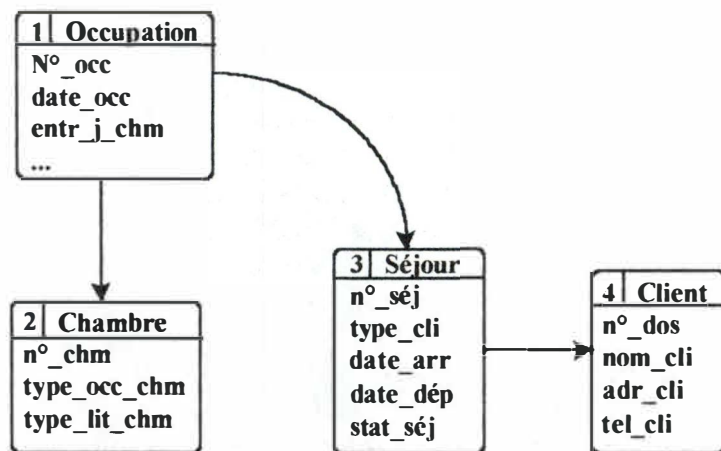 1 Occupation
N°_occ
date_occ
entr_j_chm
...
2 Chambre
n°_chm
type_occ_chm
type_lit_chm
3 Séjour
n°_séj
type_cli
date_arr
date_dép
stat_séj
4 Client
n°_dos
nom_cli
adr_cli
tel_cli